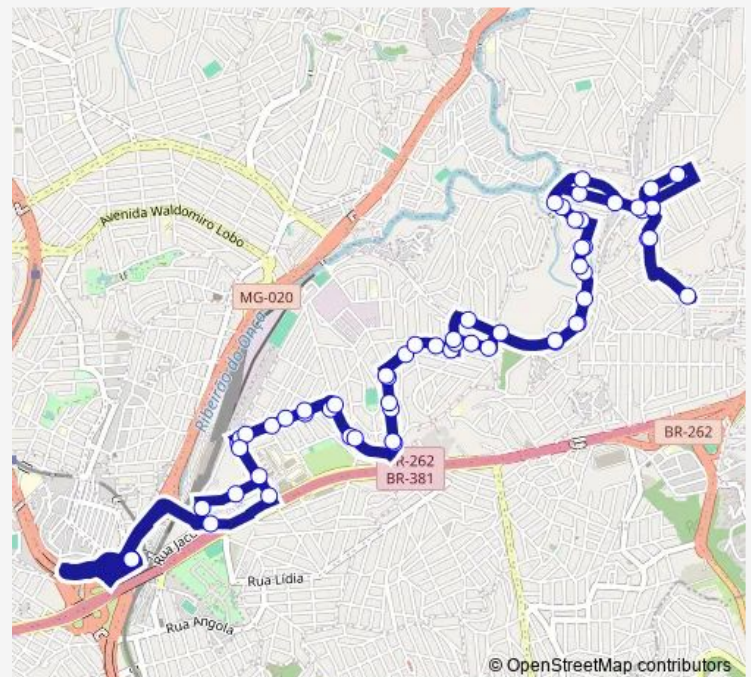 Avenida Waldomiro Lobo
MG-020
Ribeirão do Onça
BR-262
BR-262
BR-381
Rua Jacu
Rua Lídia
Rua Angola
© OpenStreetMap contributors